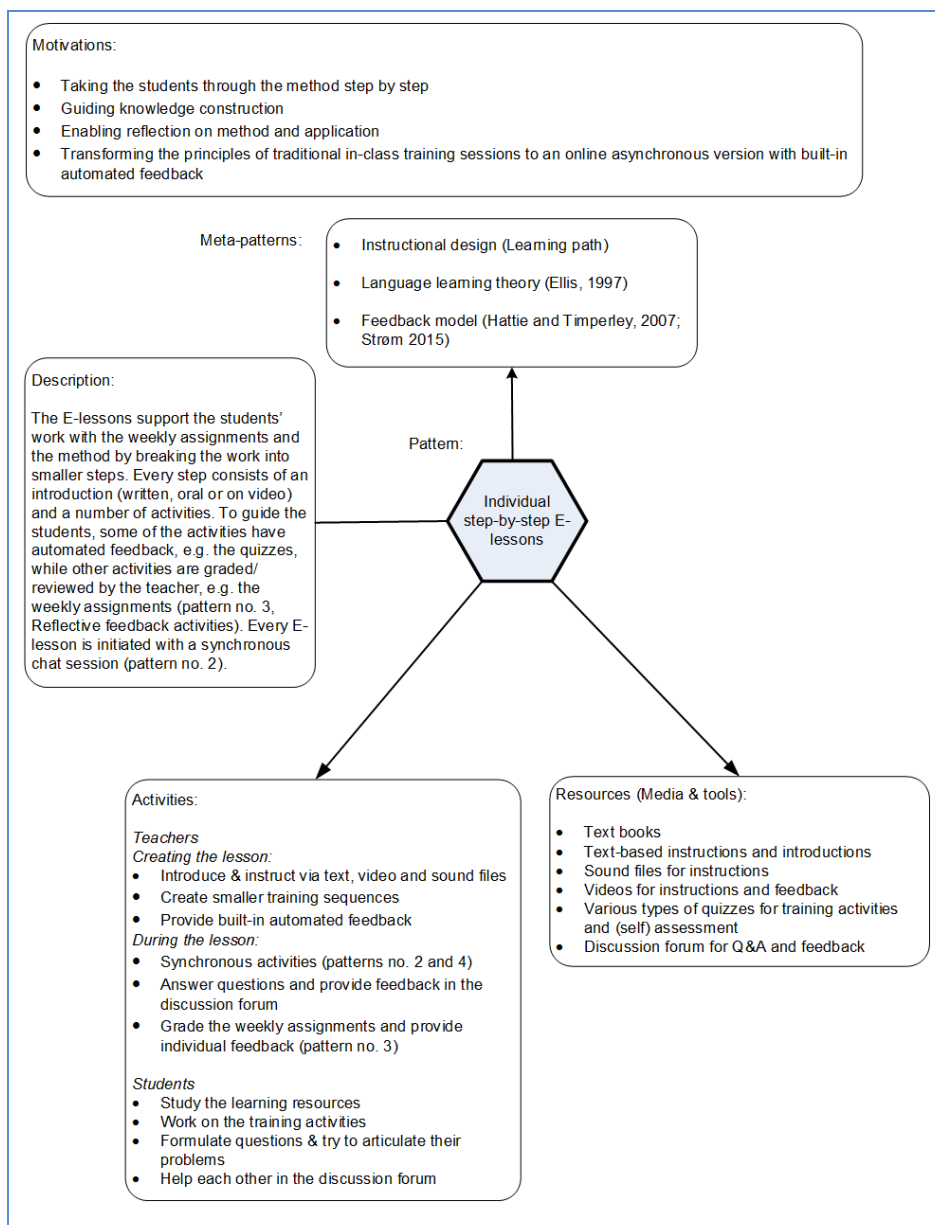 Motivations:
● Taking the students through the method step by step
● Guiding knowledge construction
● Enabling reflection on method and application
● Transforming the principles of traditional in-class training sessions to an online asynchronous version with built-in
automated feedback
Meta-patterns:
● Instructional design (Learning path)
● Language learning theory (Ellis, 1997)
● Feedback model (Hattie and Timperley, 2007;
Strøm 2015)
Description:
The E-lessons support the students’
work with the weekly assignments and
the method by breaking the work into
smaller steps. Every step consists of an
introduction (written, oral or on video)
and a number of activities. To guide the
students, some of the activities have
automated feedback, e.g. the quizzes,
while other activities are graded/
reviewed by the teacher, e.g. the
weekly assignments (pattern no. 3,
Reflective feedback activities). Every E-
lesson is initiated with a synchronous
chat session (pattern no. 2).
Pattern:
Individual
step-by-step E-
lessons
Activities:
Teachers
Creating the lesson:
● Introduce & instruct via text, video and sound files
● Create smaller training sequences
● Provide built-in automated feedback
During the lesson:
● Synchronous activities (patterns no. 2 and 4)
● Answer questions and provide feedback in the
discussion forum
● Grade the weekly assignments and provide
individual feedback (pattern no. 3)
Students
● Study the learning resources
● Work on the training activities
● Formulate questions & try to articulate their
problems
● Help each other in the discussion forum
Resources (Media & tools):
● Text books
● Text-based instructions and introductions
● Sound files for instructions
● Videos for instructions and feedback
● Various types of quizzes for training activities
and (self) assessment
● Discussion forum for Q&A and feedback